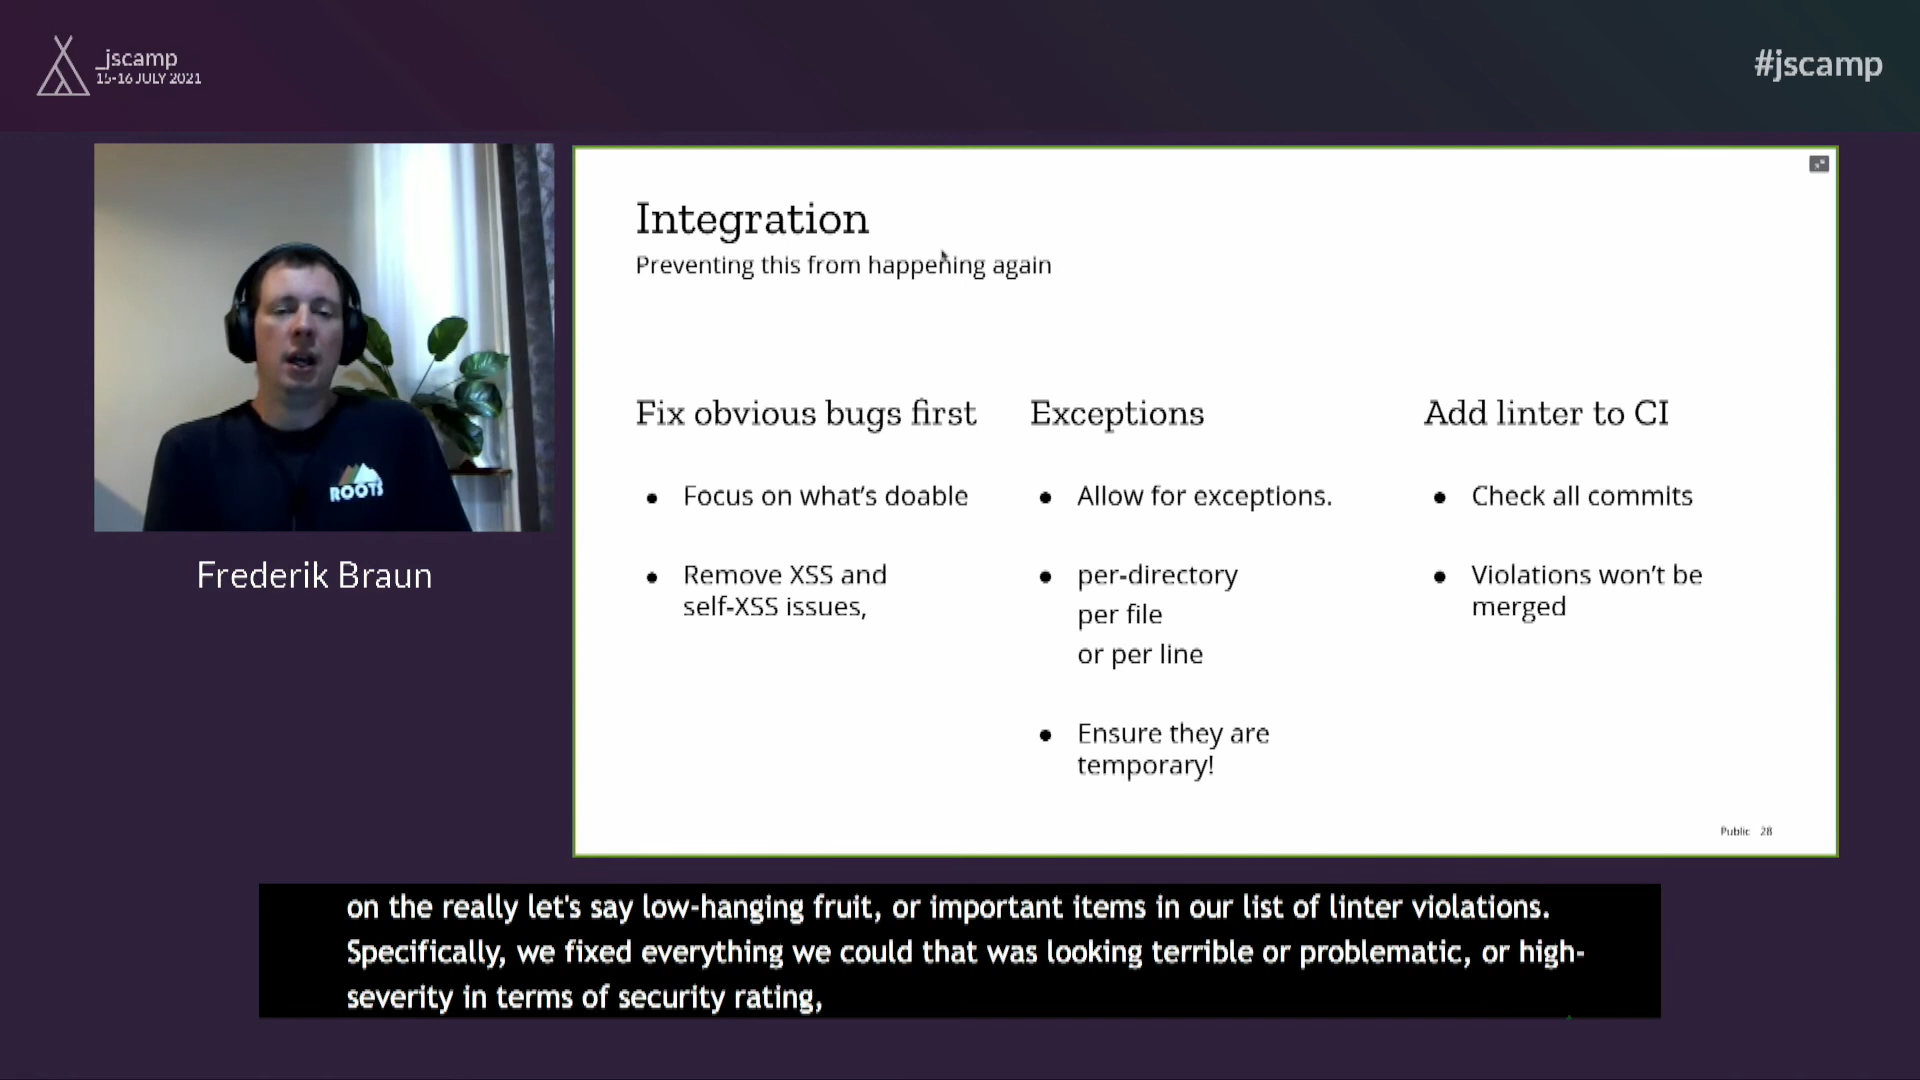 _jscamp
15-16 JULY 2021
#jscamp
ROOTS
Frederik Braun
Integration
Preventing this from happening again
Fix obvious bugs first
● Focus on what's doable
● Remove XSS and
self-XSS issues,
Exceptions
● Allow for exceptions.
● per-directory
per file
or per line
● Ensure they are
temporary!
Add linter to CI
● Check all commits
● Violations won't be
merged
Public 28
on the really let's say low-hanging fruit, or important items in our list of linter violations.
Specifically, we fixed everything we could that was looking terrible or problematic, or high-
severity in terms of security rating,